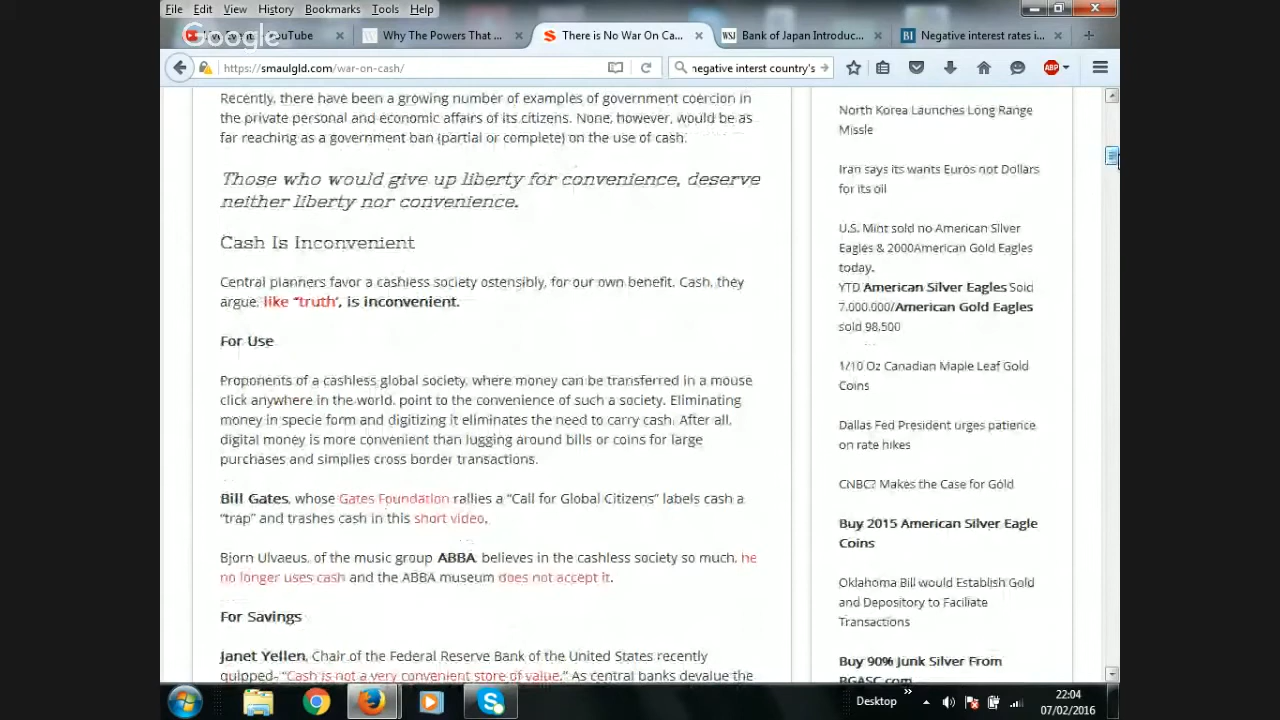 File Edit View History Bookmarks Tools Help
Google
YouTube
Why The Powers That ...
There is No War On Ca...
WSJ Bank of Japan Introduc...
BI Negative interest rates i...
https://smaulgld.com/war-on-cash/
negative interst country's
ABP
Recently, there have been a growing number of examples of government coercion in
the private personal and economic affairs of its citizens. None, however, would be as
far reaching as a government ban (partial or complete) on the use of cash.
Those who would give up liberty for convenience, deserve
neither liberty nor convenience.
Cash Is Inconvenient
Central planners favor a cashless society ostensibly, for our own benefit. Cash, they
argue, like "truth', is inconvenient.
For Use
Proponents of a cashless global society, where money can be transferred in a mouse
click anywhere in the world, point to the convenience of such a society. Eliminating
money in specie form and digitizing it eliminates the need to carry cash. After all,
digital money is more convenient than lugging around bills or coins for large
purchases and simplies cross border transactions.
Bill Gates, whose Gates Foundation rallies a "Call for Global Citizens" labels cash a
"trap" and trashes cash in this short video.
Bjorn Ulvaeus, of the music group ABBA, believes in the cashless society so much, he
no longer uses cash and the ABBA museum does not accept it.
For Savings
Janet Yellen, Chair of the Federal Reserve Bank of the United States recently
quipped- "Cash is not a very convenient store of value." As central banks devalue the
North Korea Launches Long Range
Missle
Iran says its wants Euros not Dollars
for its oil
U.S. Mint sold no American Silver
Eagles & 2000American Gold Eagles
today.
YTD American Silver Eagles Sold
7,000,000/American Gold Eagles
sold 98,500
1/10 Oz Canadian Maple Leaf Gold
Coins
Dallas Fed President urges patience
on rate hikes
CNBC? Makes the Case for Gold
Buy 2015 American Silver Eagle
Coins
Oklahoma Bill would Establish Gold
and Depository to Faciliate
Transactions
Buy 90% Junk Silver From
BGASC.com
Desktop
22:04
07/02/2016